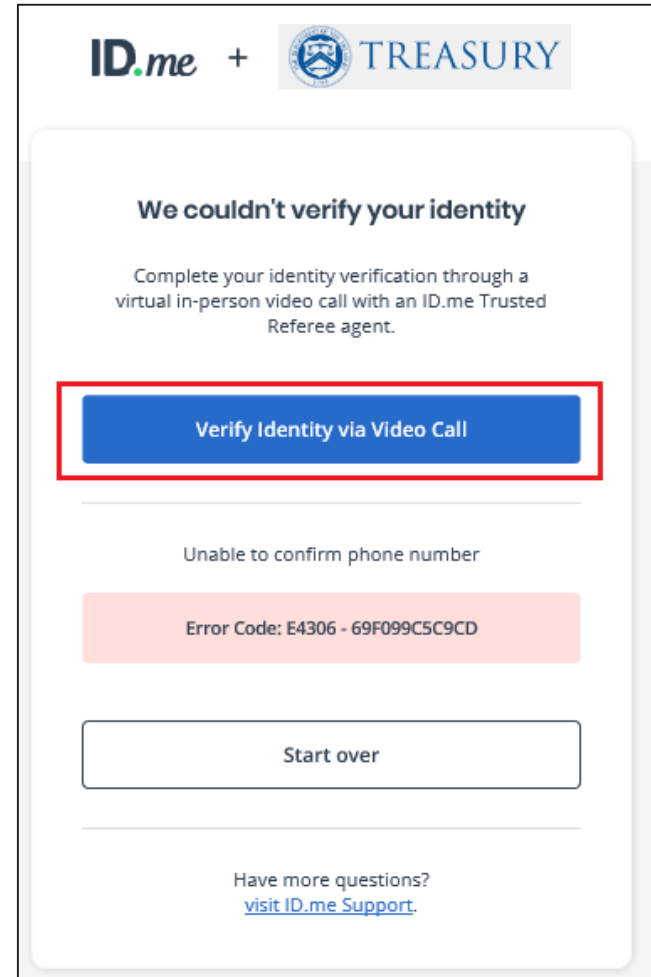 ID.me + TREASURY
We couldn't verify your identity
Complete your identity verification through a
virtual in-person video call with an ID.me Trusted
Referee agent.
Verify Identity via Video Call
Unable to confirm phone number
Error Code: E4306 - 69F099C5C9CD
Start over
Have more questions?
visit ID.me Support.